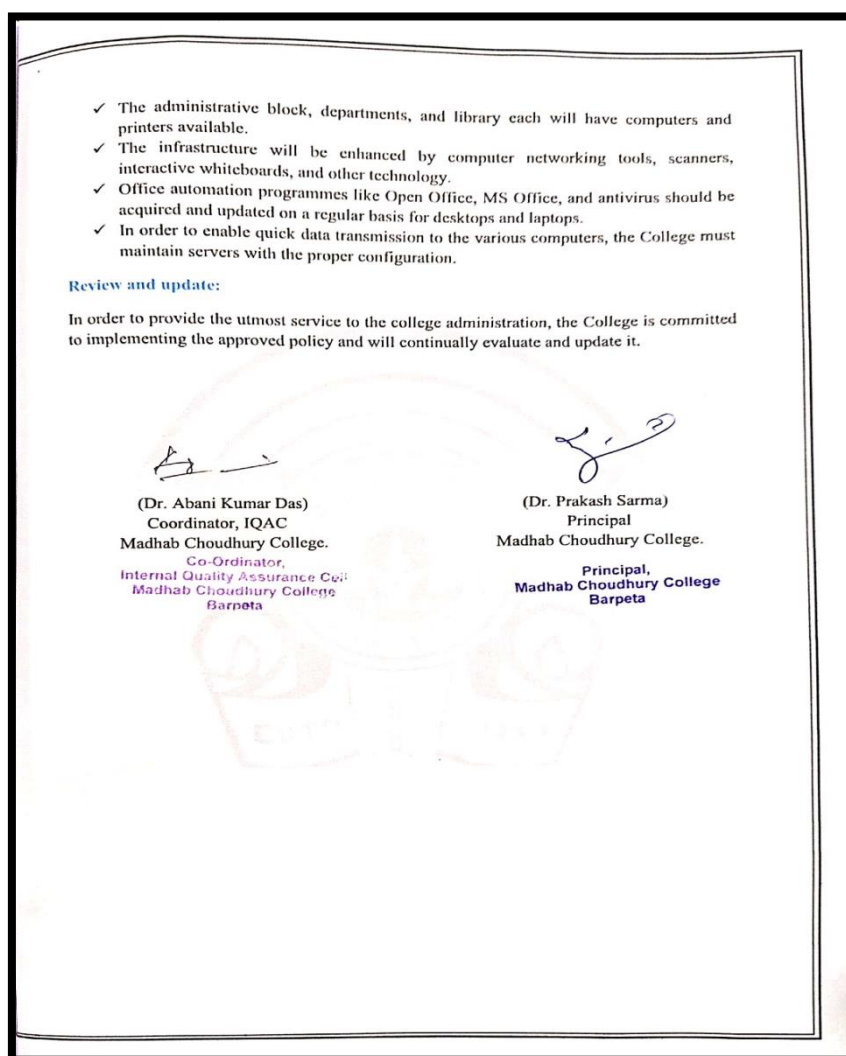 ✓ The administrative block, departments, and library each will have computers and
printers available.
✓ The infrastructure will be enhanced by computer networking tools, scanners,
interactive whiteboards, and other technology.
✓ Office automation programmes like Open Office, MS Office, and antivirus should be
acquired and updated on a regular basis for desktops and laptops.
✓ In order to enable quick data transmission to the various computers, the College must
maintain servers with the proper configuration.
Review and update:
In order to provide the utmost service to the college administration, the College is committed
to implementing the approved policy and will continually evaluate and update it.
(Dr. Abani Kumar Das)
Coordinator, IQAC
Madhab Choudhury College.
Co-Ordinator,
Internal Quality Assurance Cell
Madhab Choudhury College
Barpeta
(Dr. Prakash Sarma)
Principal
Madhab Choudhury College.
Principal,
Madhab Choudhury College
Barpeta